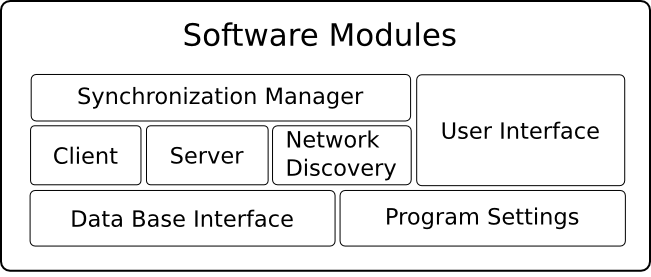 Software Modules
Synchronization Manager
User Interface
Client
Server
Network
Discovery
Data Base Interface
Program Settings